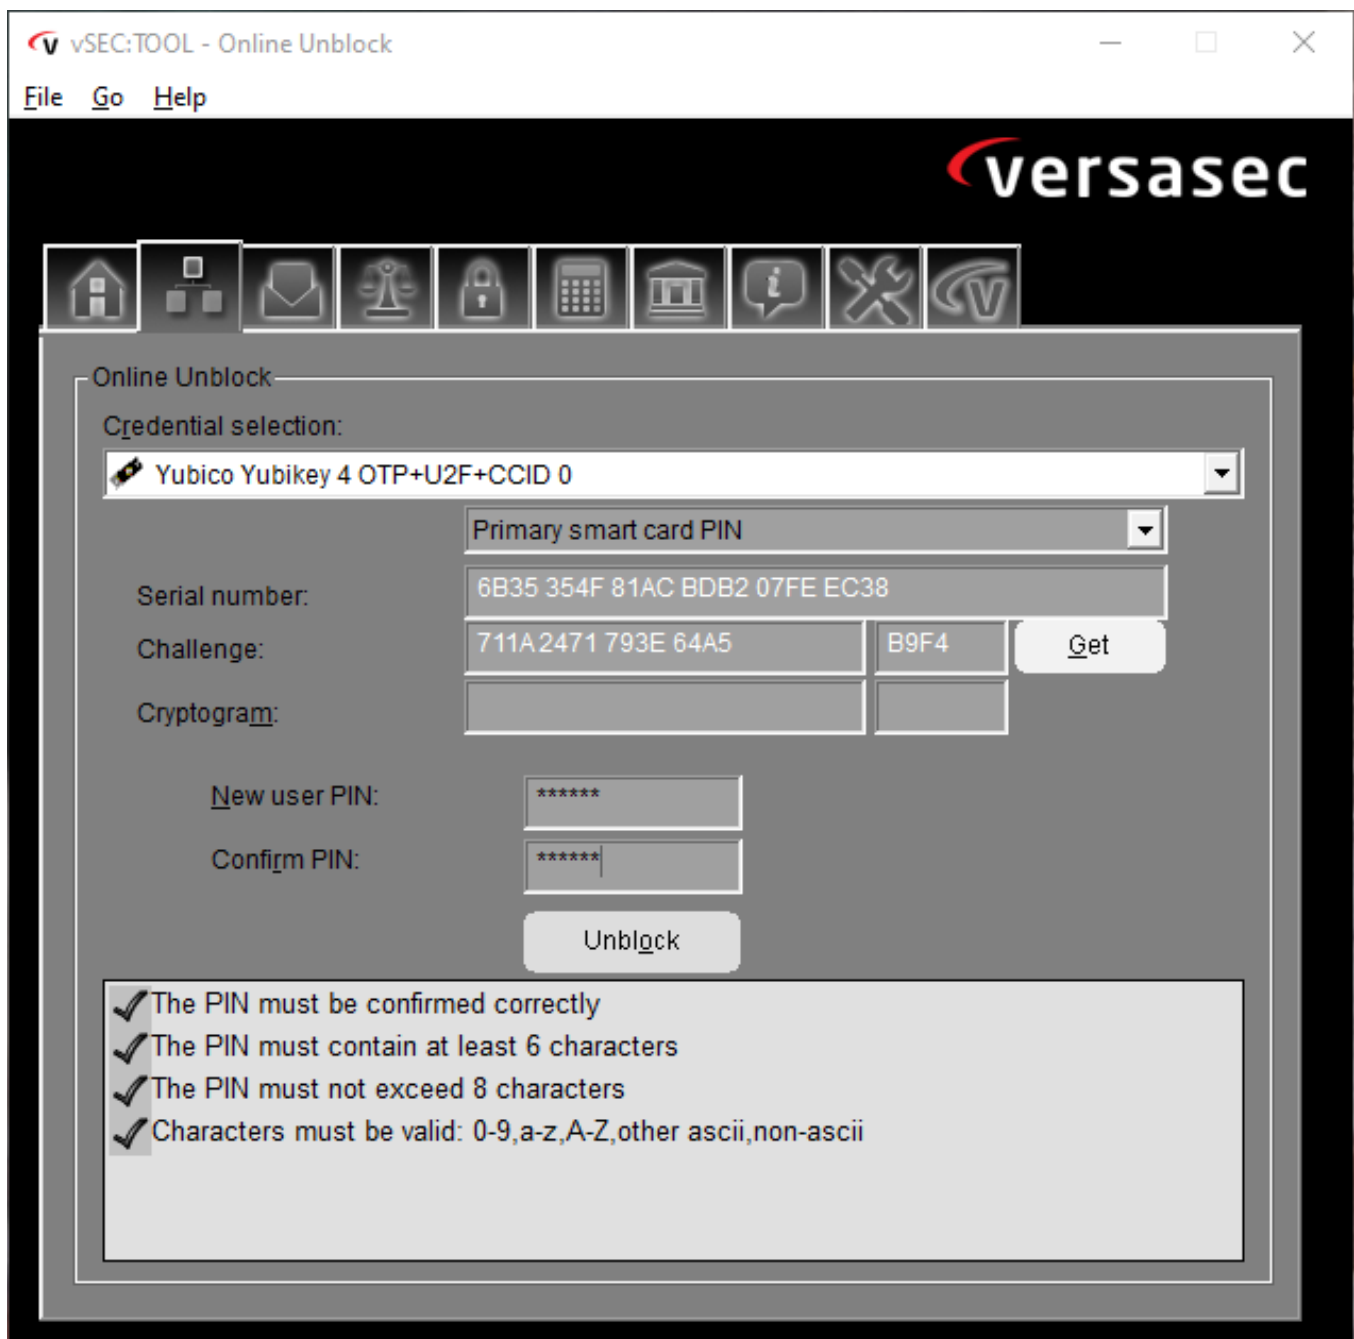 vSEC:TOOL - Online Unblock
File Go Help
versasec
Online Unblock
Credential selection:
Yubico Yubikey 4 OTP+U2F+CCID 0
Primary smart card PIN
Serial number: 6B35 354F 81AC BDB2 07FE EC38
Challenge: 711A 2471 793E 64A5 B9F4 Get
Cryptogram:
New user PIN: ******
Confirm PIN: ******
Unblock
The PIN must be confirmed correctly
The PIN must contain at least 6 characters
The PIN must not exceed 8 characters
Characters must be valid: 0-9,a-z,A-Z,other ascii,non-ascii